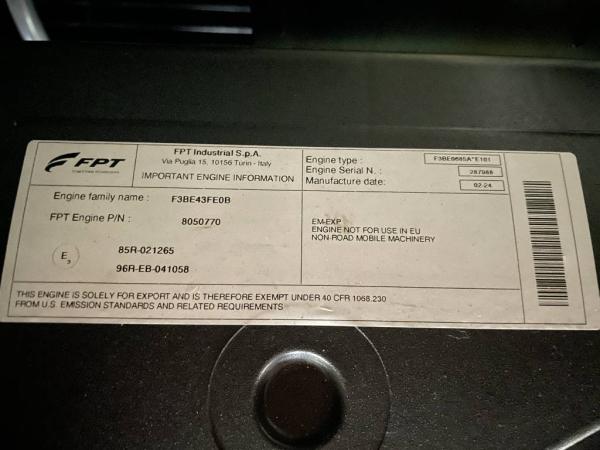 FPT
FPT Industrial S.p.A.
Via Puglia 15, 10156 Turin - Italy
IMPORTANT ENGINE INFORMATION
Engine type : F3BE0685A*E101
Engine Serial N. : 287988
Manufacture date: 02-24
Engine family name : F3BE43FE0B
FPT Engine P/N : 8050770
E3
85R-021265
96R-EB-041058
EM-EXP
ENGINE NOT FOR USE IN EU
NON-ROAD MOBILE MACHINERY
THIS ENGINE IS SOLELY FOR EXPORT AND IS THEREFORE EXEMPT UNDER 40 CFR 1068.230
FROM U.S. EMISSION STANDARDS AND RELATED REQUIREMENTS